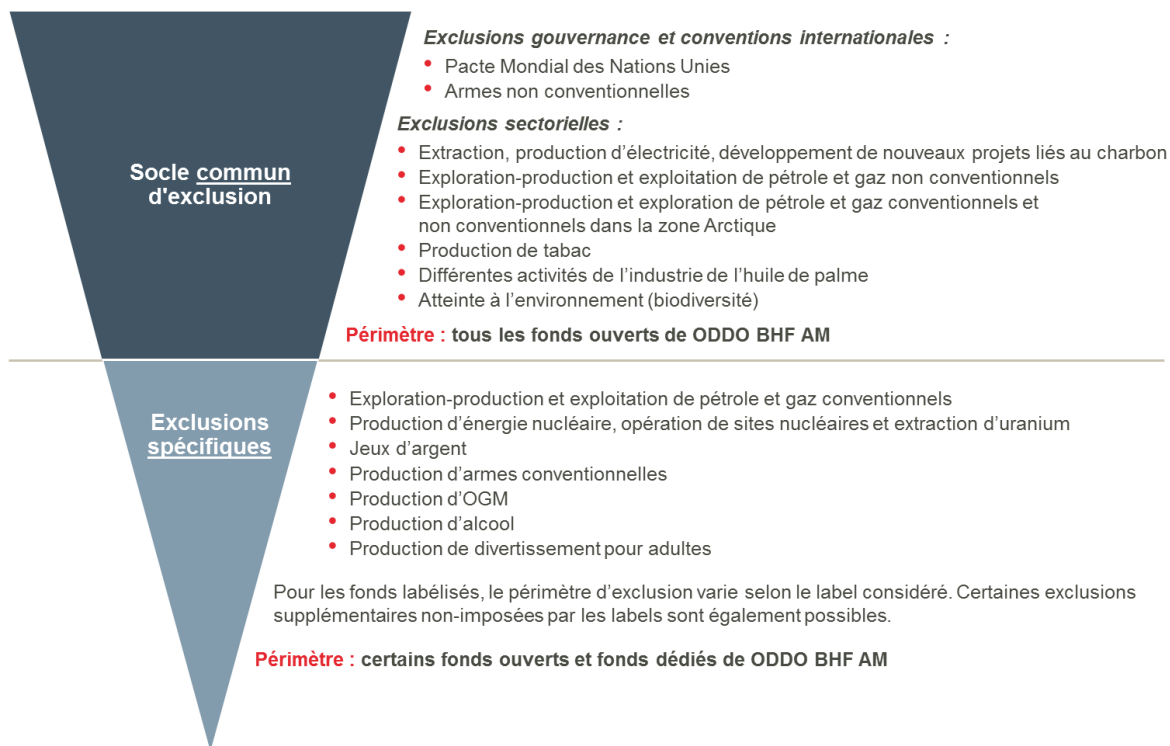 Exclusions gouvernance et conventions internationales :
• Pacte Mondial des Nations Unies
• Armes non conventionnelles
Exclusions sectorielles :
• Extraction, production d’électricité, développement de nouveaux projets liés au charbon
• Exploration-production et exploitation de pétrole et gaz non conventionnels
• Exploration-production et exploration de pétrole et gaz conventionnels et
non conventionnels dans la zone Arctique
• Production de tabac
• Différentes activités de l’industrie de l’huile de palme
• Atteinte à l’environnement (biodiversité)
Socle commun
d'exclusion
Périmètre : tous les fonds ouverts de ODDO BHF AM
Exclusions
spécifiques
• Exploration-production et exploitation de pétrole et gaz conventionnels
• Production d’énergie nucléaire, opération de sites nucléaires et extraction d’uranium
• Jeux d’argent
• Production d’armes conventionnelles
• Production d’OGM
• Production d’alcool
• Production de divertissement pour adultes
Pour les fonds labélisés, le périmètre d’exclusion varie selon le label considéré. Certaines exclusions
supplémentaires non-imposées par les labels sont également possibles.
Périmètre : certains fonds ouverts et fonds dédiés de ODDO BHF AM